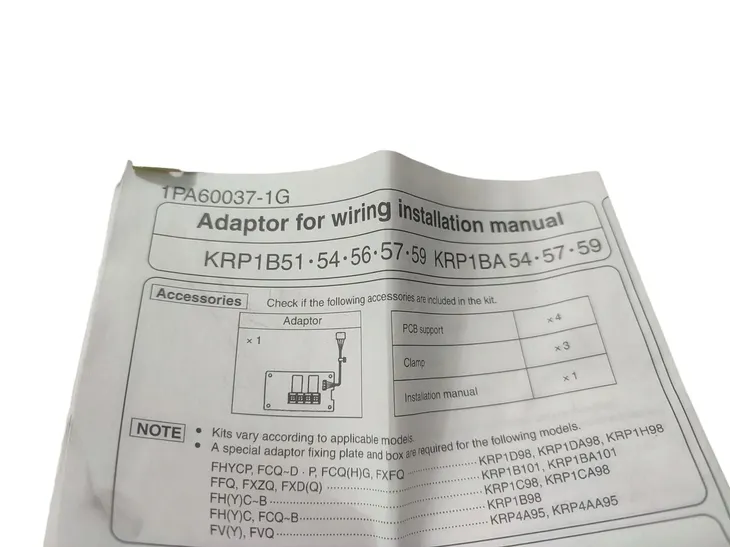 1PA60037-1G
Adaptor for wiring installation manual
KRP1B51・54・56・57・59 KRP1BA54・57・59
Accessories Check if the following accessories are included in the kit.
Adaptor
× 1
PCB support × 4
Clamp × 3
Installation manual × 1
NOTE • Kits vary according to applicable models.
• A special adaptor fixing plate and box are required for the following models.
FHYCP, FCQ~D・P, FCQ(H)G, FXFQ ········ KRP1D98, KRP1DA98, KRP1H98
FFQ, FXZQ, FXD(Q) ········ KRP1B101, KRP1BA101
FH(Y)C~B ········ KRP1C98, KRP1CA98
FH(Y)C, FCQ~B ········ KRP1B98
FV(Y), FVQ ········ KRP4A95, KRP4AA95